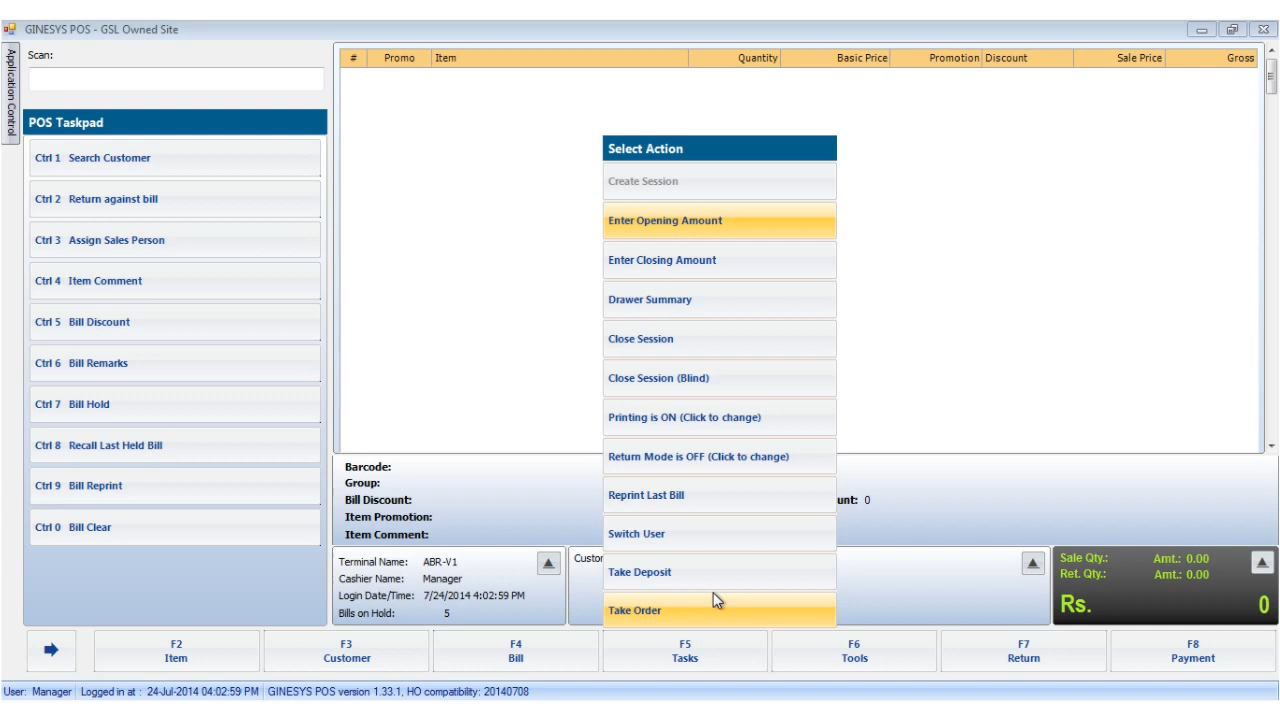 GINESYS POS - GSL Owned Site
Application Control
Scan:
# Promo Item Quantity Basic Price Promotion Discount Sale Price Gross
POS Taskpad
Ctrl 1 Search Customer
Ctrl 2 Return against bill
Ctrl 3 Assign Sales Person
Ctrl 4 Item Comment
Ctrl 5 Bill Discount
Ctrl 6 Bill Remarks
Ctrl 7 Bill Hold
Ctrl 8 Recall Last Held Bill
Ctrl 9 Bill Reprint
Ctrl 0 Bill Clear
Select Action
Create Session
Enter Opening Amount
Enter Closing Amount
Drawer Summary
Close Session
Close Session (Blind)
Printing is ON (Click to change)
Return Mode is OFF (Click to change)
Reprint Last Bill
Switch User
Take Deposit
Take Order
Barcode:
Group:
Bill Discount:
unt: 0
Item Promotion:
Item Comment:
Terminal Name: ABR-V1
Cashier Name: Manager
Login Date/Time: 7/24/2014 4:02:59 PM
Bills on Hold: 5
Custor
Sale Qty.: Amt.: 0.00
Ret. Qty.: Amt.: 0.00
Rs. 0
F2 Item
F3 Customer
F4 Bill
F5 Tasks
F6 Tools
F7 Return
F8 Payment
User: Manager Logged in at : 24-Jul-2014 04:02:59 PM GINESYS POS version 1.33.1, HO compatibility: 20140708